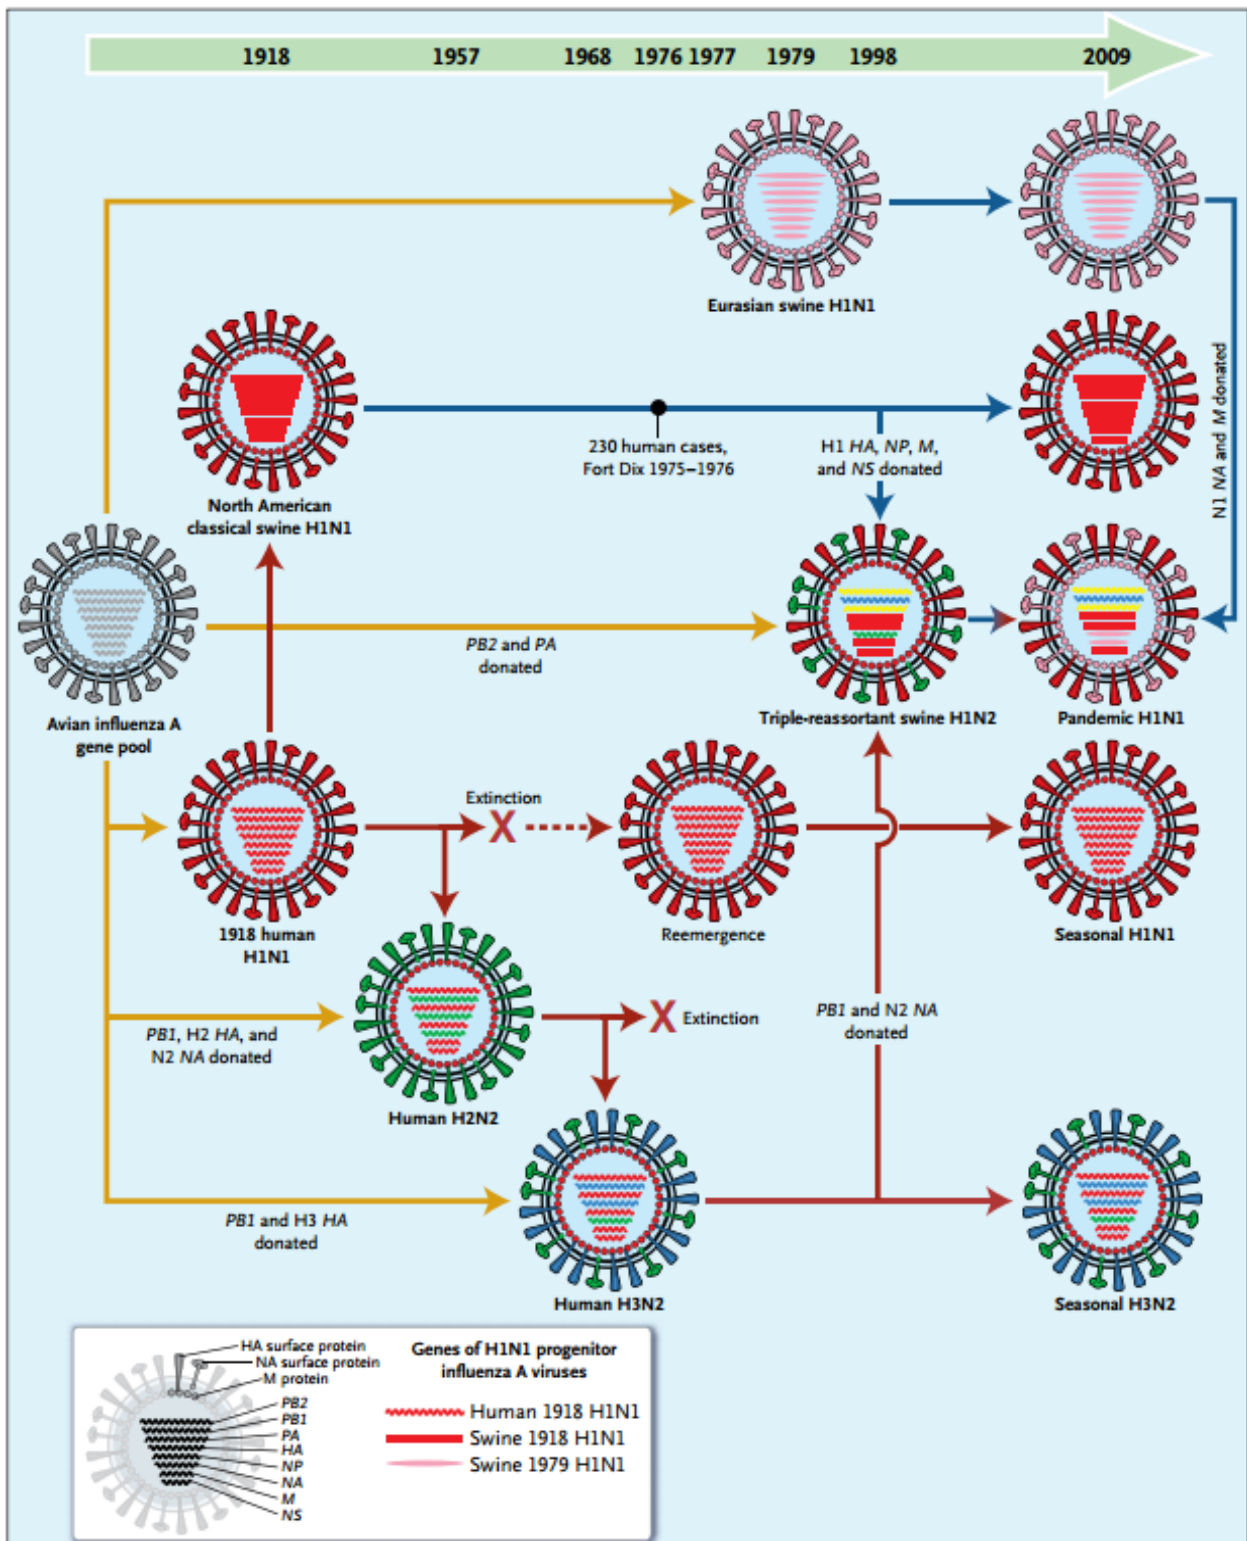 1918 1957 1968 1976 1977 1979 1998 2009
Eurasian swine H1N1
N1 NA and M donated
230 human cases,
Fort Dix 1975–1976
H1 HA, NP, M,
and NS donated
North American
classical swine H1N1
PB2 and PA
donated
Avian influenza A
gene pool
Triple-reassortant swine H1N2
Pandemic H1N1
Extinction
X
1918 human
H1N1
Reemergence
Seasonal H1N1
PB1, H2 HA, and
N2 NA donated
X Extinction
PB1 and N2 NA
donated
Human H2N2
PB1 and H3 HA
donated
Human H3N2
Seasonal H3N2
HA surface protein
NA surface protein
M protein
PB2
PB1
PA
HA
NP
NA
M
NS
Genes of H1N1 progenitor
influenza A viruses
Human 1918 H1N1
Swine 1918 H1N1
Swine 1979 H1N1